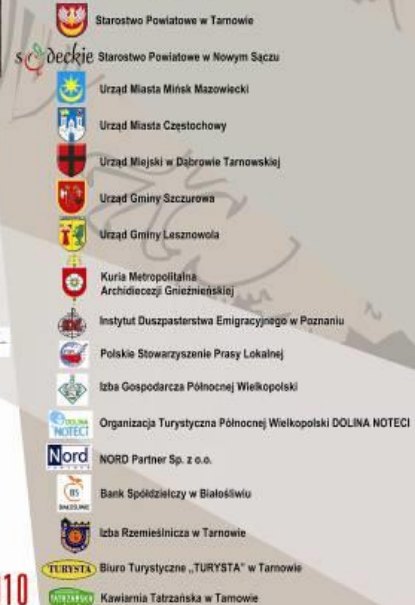 Starostwo Powiatowe w Tarnowie
sądeckie Starostwo Powiatowe w Nowym Sączu
Urząd Miasta Mińsk Mazowiecki
Urząd Miasta Częstochowy
Urząd Miejski w Dąbrowie Tarnowskiej
Urząd Gminy Szczurowa
Urząd Gminy Lesznowola
Kuria Metropolitalna
Archidiecezji Gnieźnieńskiej
Instytut Duszpasterstwa Emigracyjnego w Poznaniu
Polskie Stowarzyszenie Prasy Lokalnej
Izba Gospodarcza Północnej Wielkopolski
DOLINA
NOTECI
Organizacja Turystyczna Północnej Wielkopolski DOLINA NOTECI
Nord
NORD Partner Sp. z o.o.
BS
Bank Spółdzielczy w Białośliwiu
Izba Rzemieślnicza w Tarnowie
TURYSTA Biuro Turystyczne „TURYSTA" w Tarnowie
10
TATRZAŃSKA Kawiarnia Tatrzańska w Tarnowie